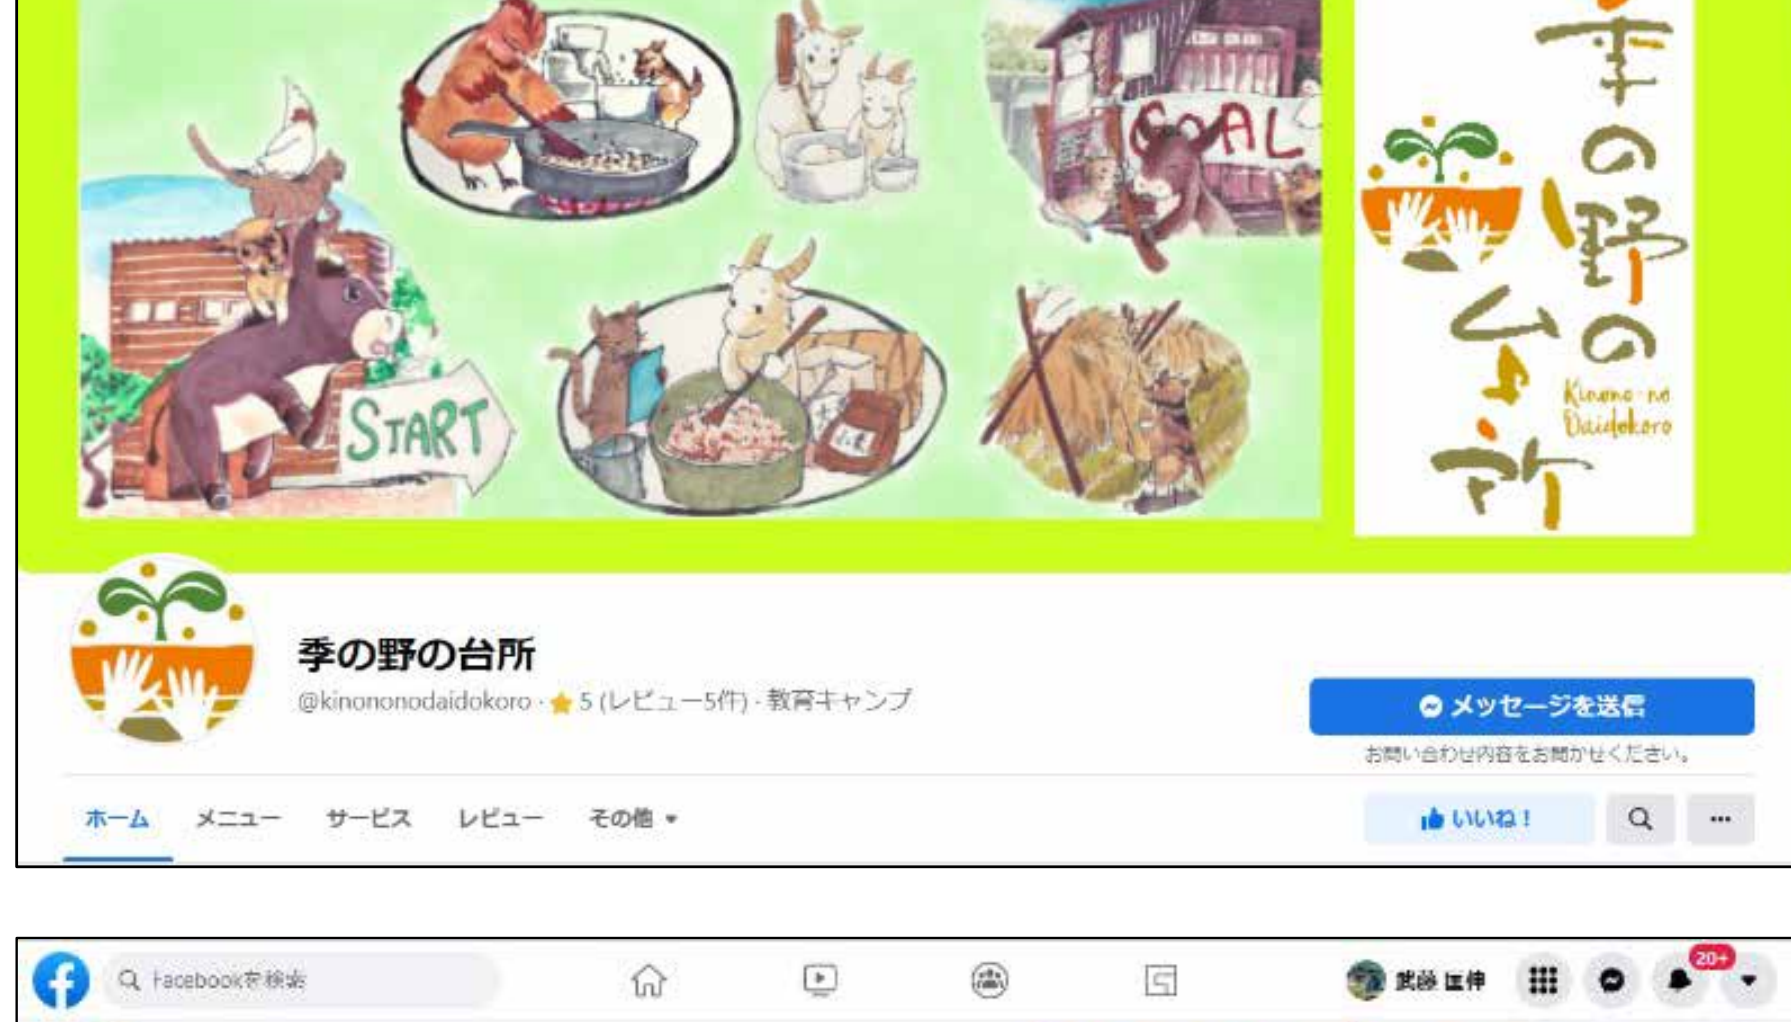 GOAL
START
季の野の台所
Kinono-no
Daidokoro
季の野の台所
@kinononodaidokoro · ★ 5 (レビュー5件) · 教育キャンプ
メッセージを送信
お問い合わせ内容をお聞かせください。
ホーム メニュー サービス レビュー その他
いいね！
Facebookを検索
武藤 匡伸
20+